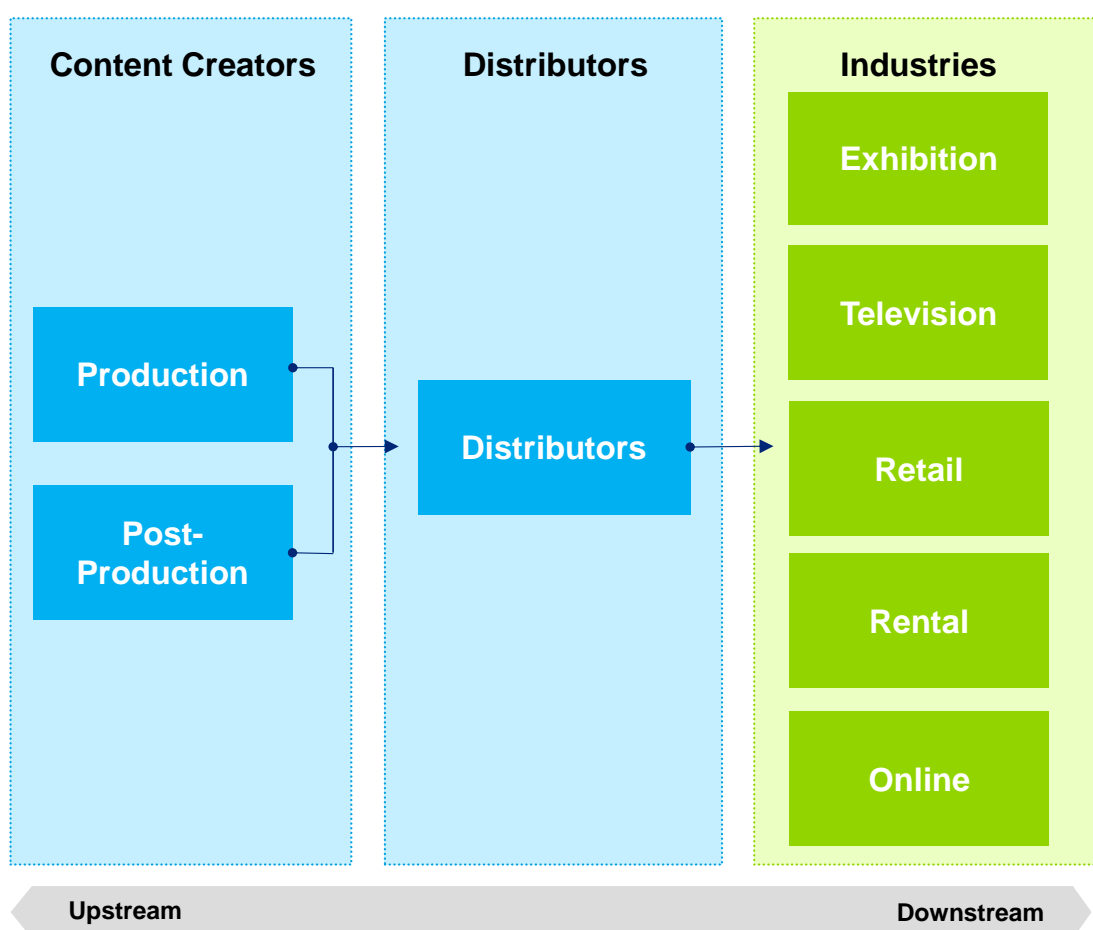 Content Creators
Production
Post-
Production
Distributors
Distributors
Industries
Exhibition
Television
Retail
Rental
Online
Upstream
Downstream